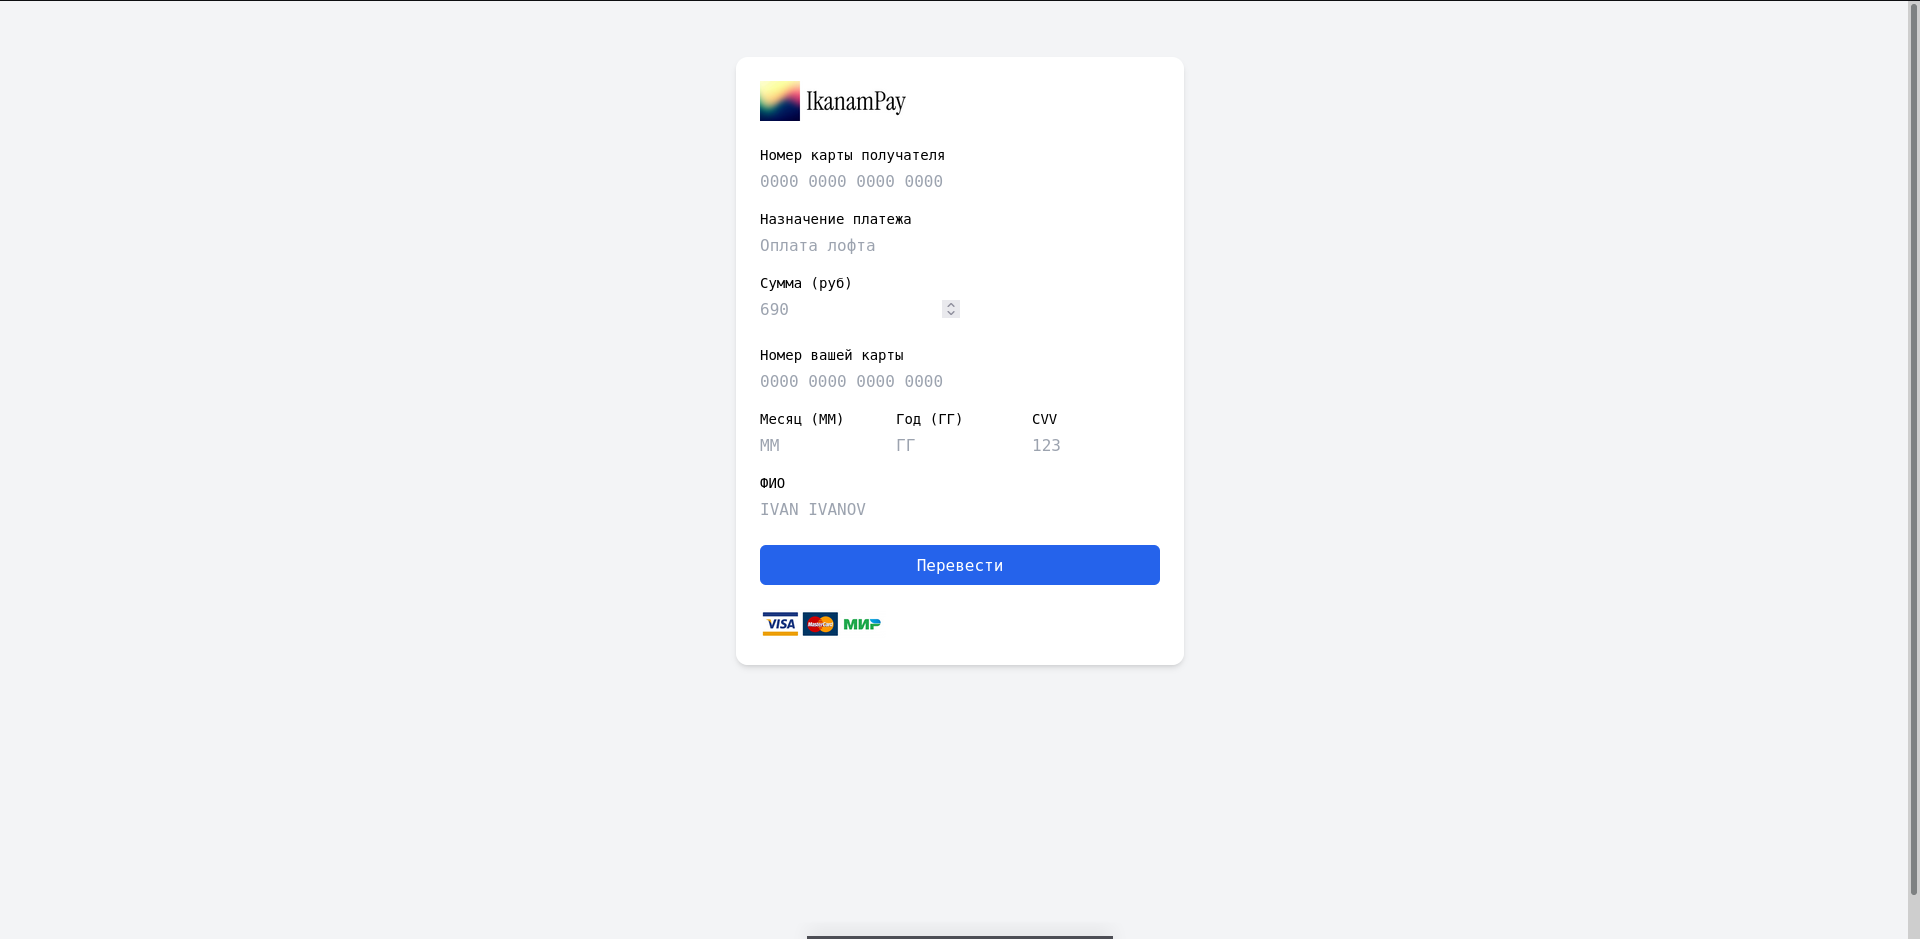 IkanamPay
Номер карты получателя
0000 0000 0000 0000
Назначение платежа
Оплата лофта
Сумма (руб)
690
Номер вашей карты
0000 0000 0000 0000
Месяц (ММ) Год (ГГ) CVV
ММ ГГ 123
ФИО
IVAN IVANOV
Перевести
VISA MasterCard МИР